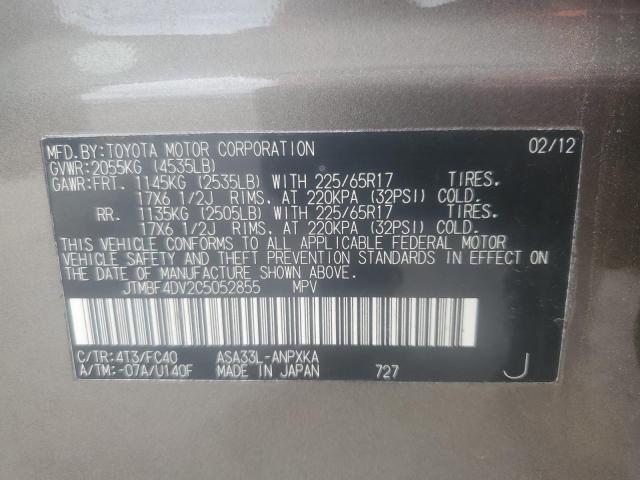 MFD.BY:TOYOTA MOTOR CORPORATION 02/12
GVWR:2055KG (4535LB)
GAWR:FRT. 1145KG (2535LB) WITH 225/65R17 TIRES.
17X6 1/2J RIMS, AT 220KPA (32PSI) COLD.
RR. 1135KG (2505LB) WITH 225/65R17 TIRES.
17X6 1/2J RIMS, AT 220KPA (32PSI) COLD.
THIS VEHICLE CONFORMS TO ALL APPLICABLE FEDERAL MOTOR
VEHICLE SAFETY AND THEFT PREVENTION STANDARDS IN EFFECT ON
THE DATE OF MANUFACTURE SHOWN ABOVE.
JTMBF4DV2C5052855 MPV
C/TR:4T3/FC40 ASA33L-ANPXKA
A/TM:-07A/U140F MADE IN JAPAN 727 J